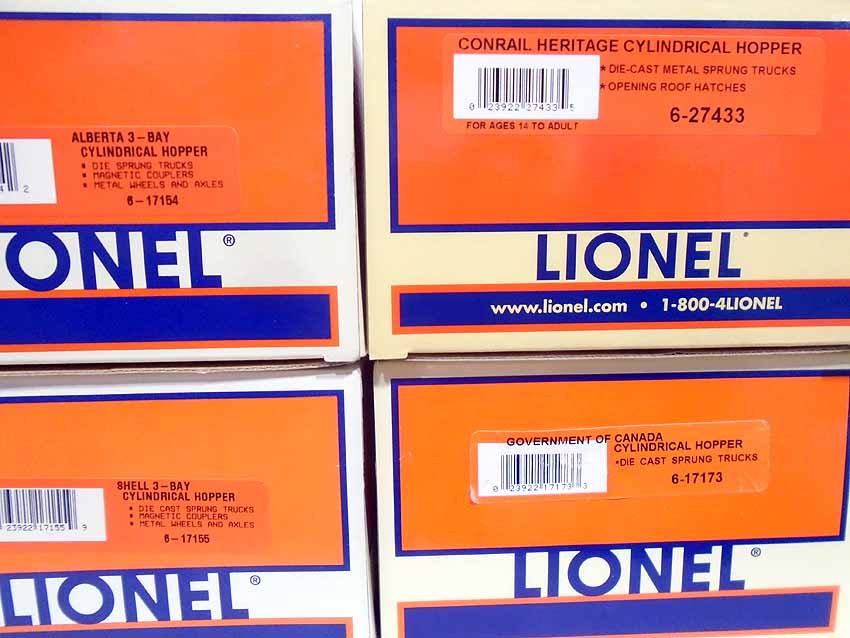 ALBERTA 3-BAY
CYLINDRICAL HOPPER
• DIE SPRUNG TRUCKS
• MAGNETIC COUPLERS
• METAL WHEELS AND AXLES
4 2
6-17154
ONEL®
CONRAIL HERITAGE CYLINDRICAL HOPPER
★ DIE-CAST METAL SPRUNG TRUCKS
★ OPENING ROOF HATCHES
0 23922 27433 5
6-27433
FOR AGES 14 TO ADULT
LIONEL
www.lionel.com • 1-800-4LIONEL
SHELL 3-BAY
CYLINDRICAL HOPPER
• DIE CAST SPRUNG TRUCKS
• MAGNETIC COUPLERS
• METAL WHEELS AND AXLES
23922 17155 9
6-17155
LIONEL®
GOVERNMENT OF CANADA
CYLINDRICAL HOPPER
•DIE CAST SPRUNG TRUCKS
0 23922 17173 3
6-17173
LIONEL®